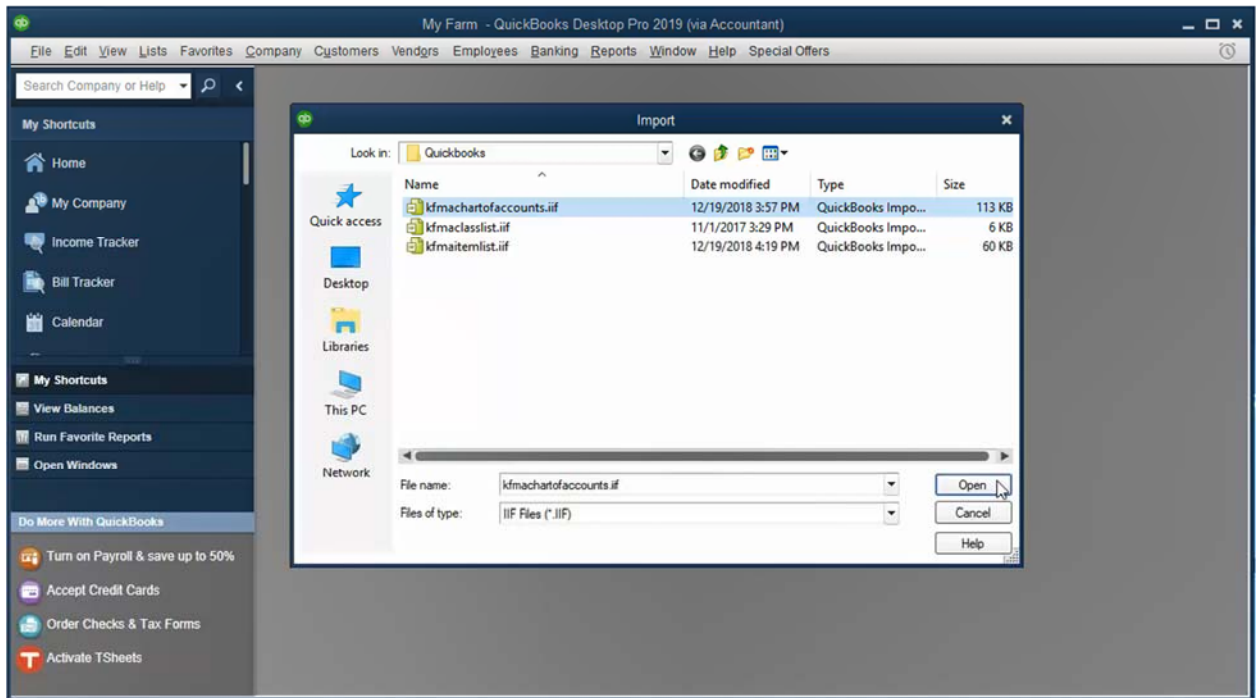 My Farm - QuickBooks Desktop Pro 2019 (via Accountant)
File Edit View Lists Favorites Company Customers Vendors Employees Banking Reports Window Help Special Offers
Search Company or Help
My Shortcuts
Home
My Company
Income Tracker
Bill Tracker
Calendar
My Shortcuts
View Balances
Run Favorite Reports
Open Windows
Do More With QuickBooks
Turn on Payroll & save up to 50%
Accept Credit Cards
Order Checks & Tax Forms
Activate TSheets
Import
Look in: Quickbooks
Quick access
Desktop
Libraries
This PC
Network
Name Date modified Type Size
kfmachartofaccounts.iif 12/19/2018 3:57 PM QuickBooks Impo... 113 KB
kfmaclasslist.iif 11/1/2017 3:29 PM QuickBooks Impo... 6 KB
kfmaitemlist.iif 12/19/2018 4:19 PM QuickBooks Impo... 60 KB
File name: kfmachartofaccounts.iif Open
Files of type: IIF Files (*.IIF) Cancel
Help